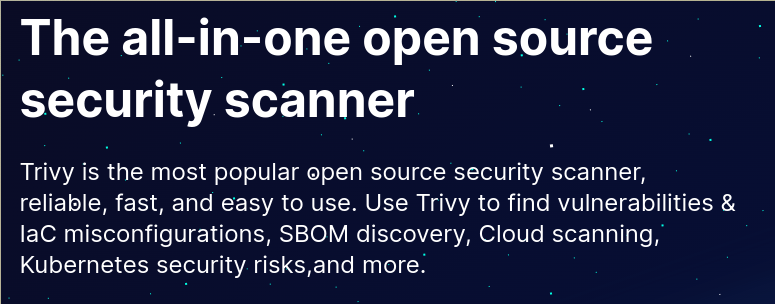 The all-in-one open source
security scanner
Trivy is the most popular open source security scanner,
reliable, fast, and easy to use. Use Trivy to find vulnerabilities &
IaC misconfigurations, SBOM discovery, Cloud scanning,
Kubernetes security risks,and more.